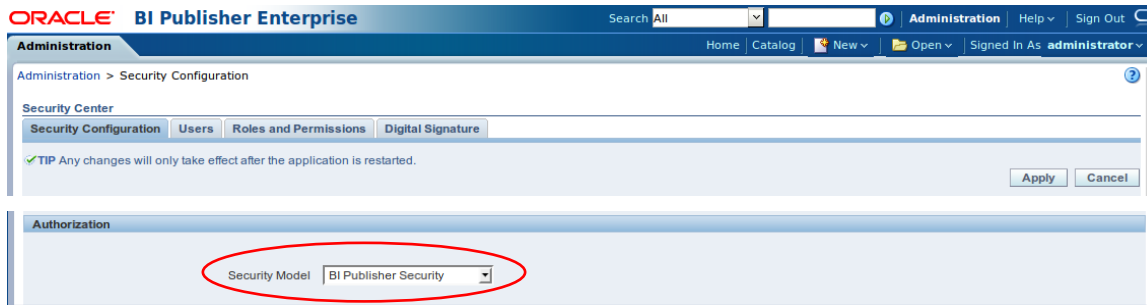 ORACLE BI Publisher Enterprise Search All Administration Help Sign Out
Administration Home Catalog New Open Signed In As administrator
Administration > Security Configuration
Security Center
Security Configuration Users Roles and Permissions Digital Signature
TIP Any changes will only take effect after the application is restarted.
Apply Cancel
Authorization
Security Model BI Publisher Security